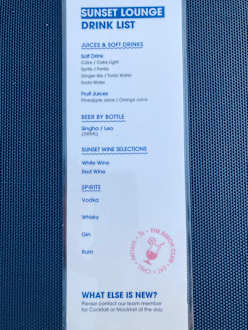 SUNSET LOUNGE
DRINK LIST
JUICES & SOFT DRINKS
Soft Drink
Coke / Coke Light
Sprite / Fanta
Ginger Ale / Tonic Water
Soda Water
Fruit Juices
Pineapple Juice / Orange Juice
BEER BY BOTTLE
Singha / Leo
SUNSET WINE SELECTIONS
White Wine
Red Wine
SPIRITS
Vodka
Whisky
Gin
Rum
WHAT ELSE IS NEW?
Please contact our team member
for Cocktail or Mocktail of the day